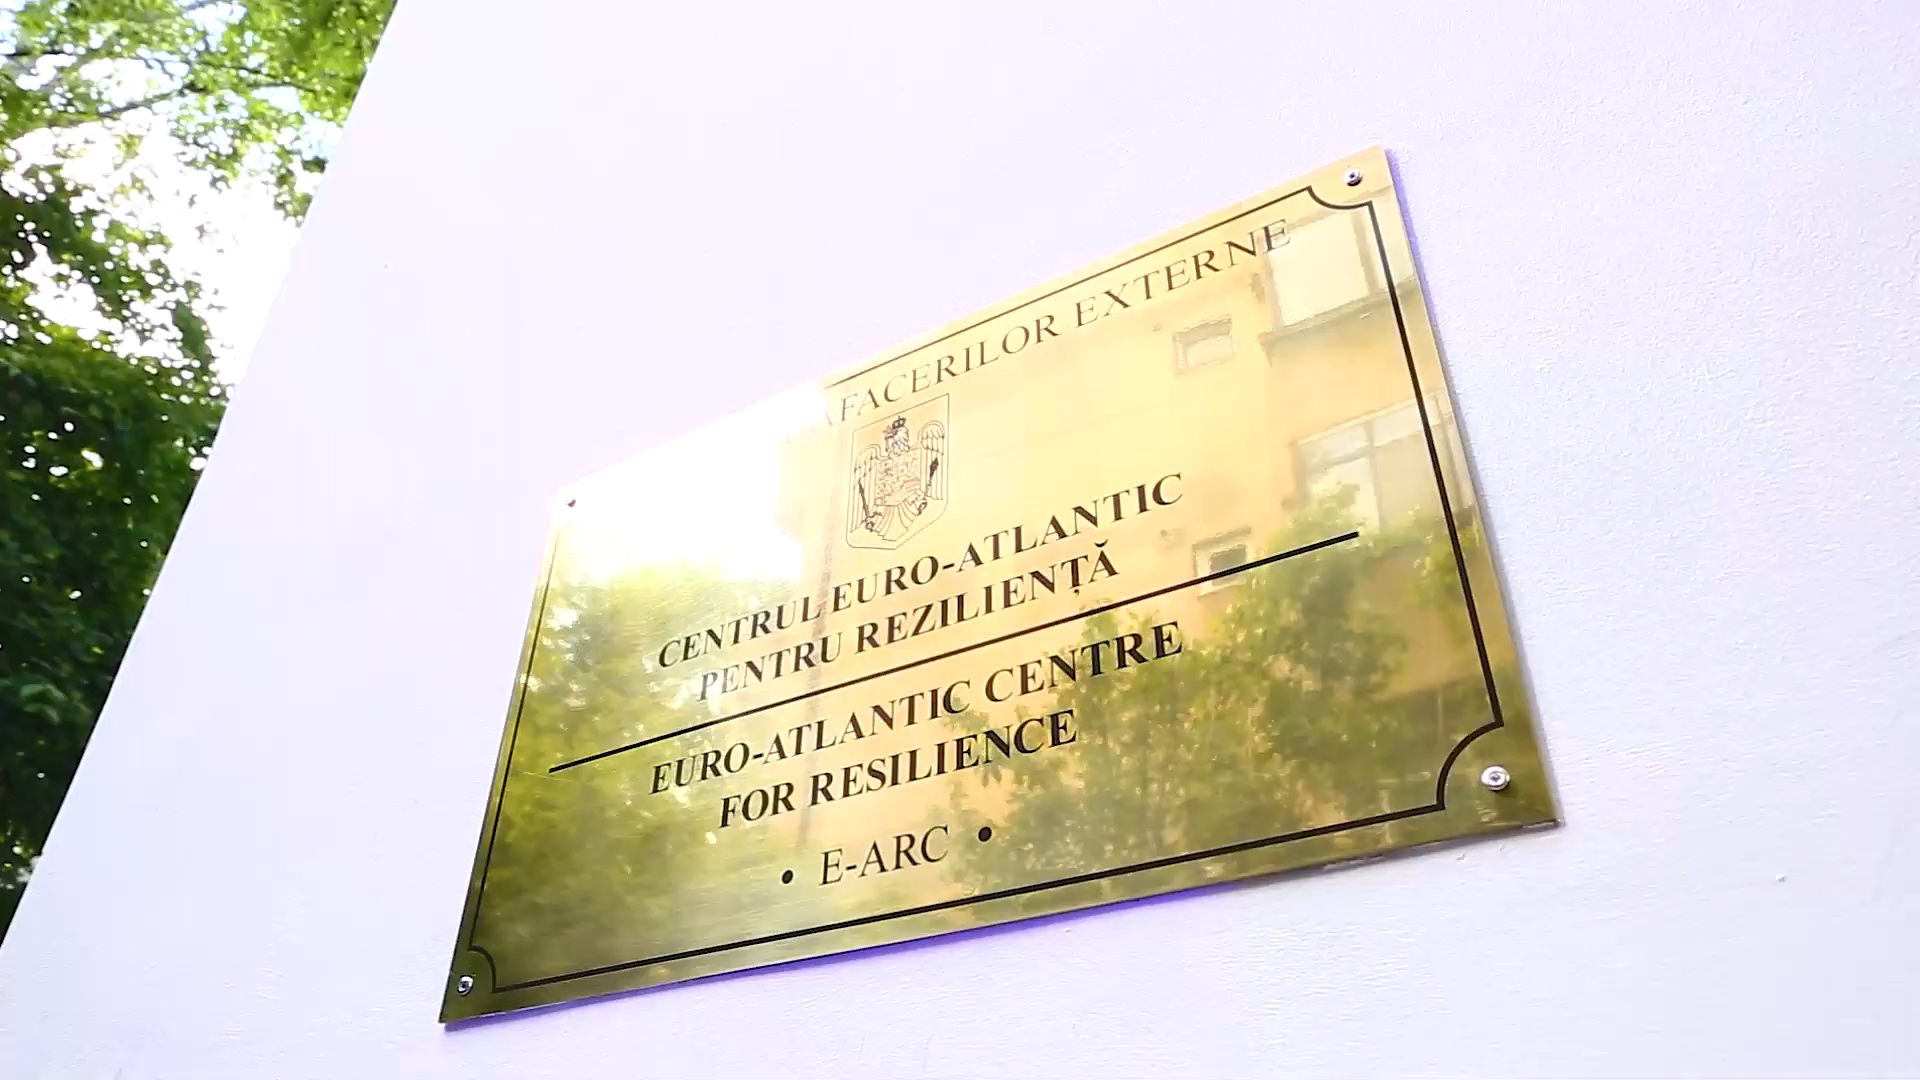 AFACERILOR EXTERNE
CENTRUL EURO-ATLANTIC
PENTRU REZILIENȚĂ
EURO-ATLANTIC CENTRE
FOR RESILIENCE
• E-ARC •